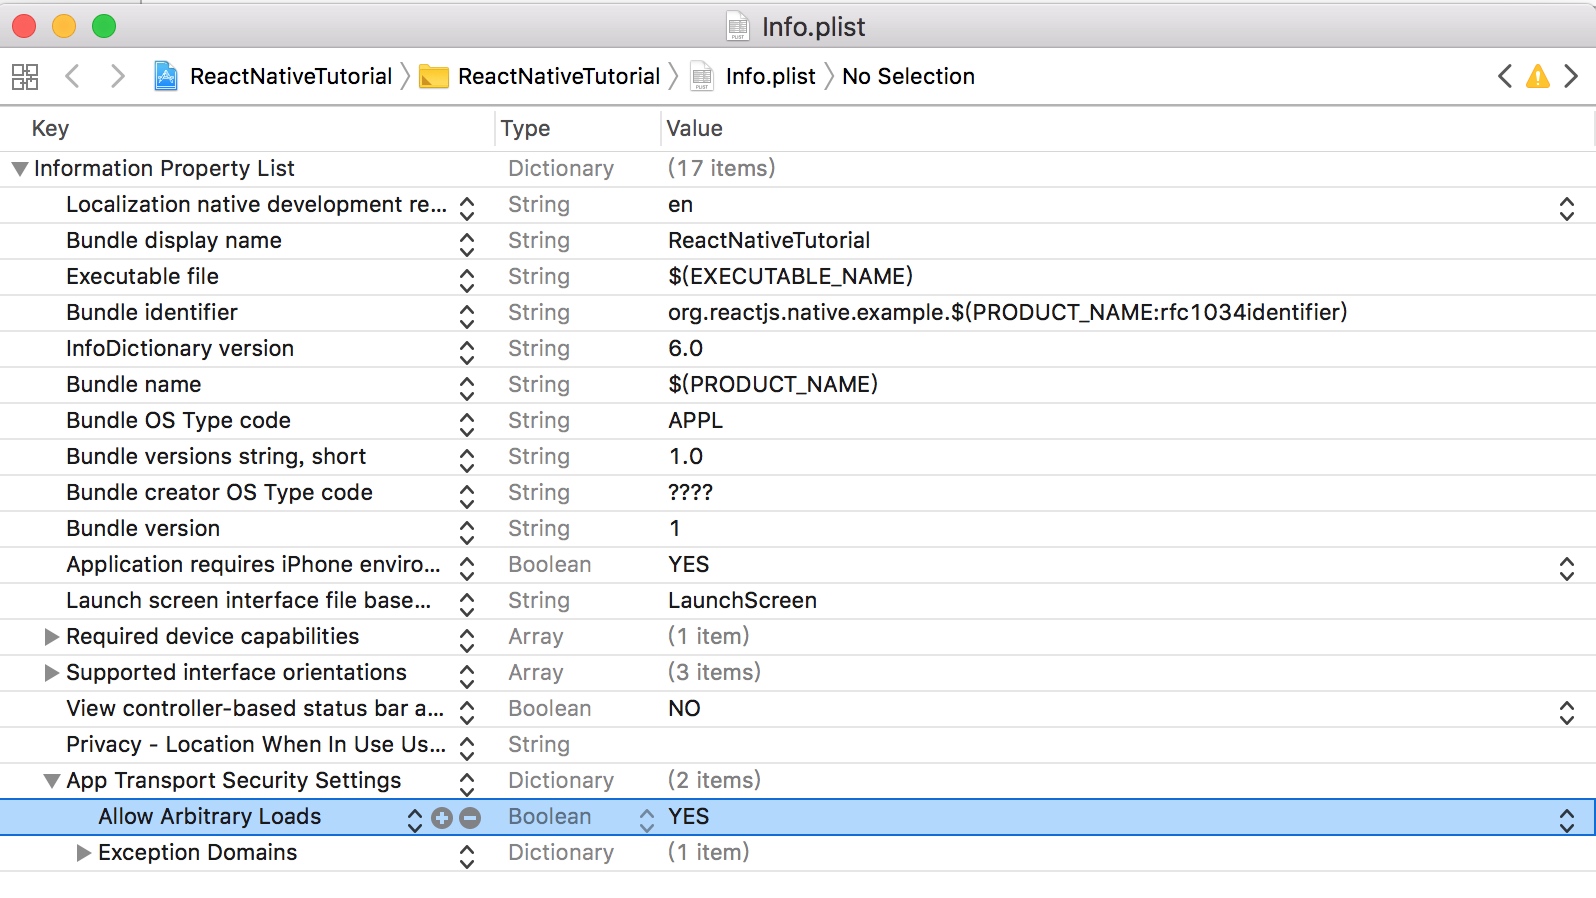 Info.plist
ReactNativeTutorial ReactNativeTutorial Info.plist No Selection
Key Type Value
Information Property List Dictionary (17 items)
Localization native development re... String en
Bundle display name String ReactNativeTutorial
Executable file String $(EXECUTABLE_NAME)
Bundle identifier String org.reactjs.native.example.$(PRODUCT_NAME:rfc1034identifier)
InfoDictionary version String 6.0
Bundle name String $(PRODUCT_NAME)
Bundle OS Type code String APPL
Bundle versions string, short String 1.0
Bundle creator OS Type code String ????
Bundle version String 1
Application requires iPhone enviro... Boolean YES
Launch screen interface file base... String LaunchScreen
Required device capabilities Array (1 item)
Supported interface orientations Array (3 items)
View controller-based status bar a... Boolean NO
Privacy - Location When In Use Us... String
App Transport Security Settings Dictionary (2 items)
Allow Arbitrary Loads Boolean YES
Exception Domains Dictionary (1 item)